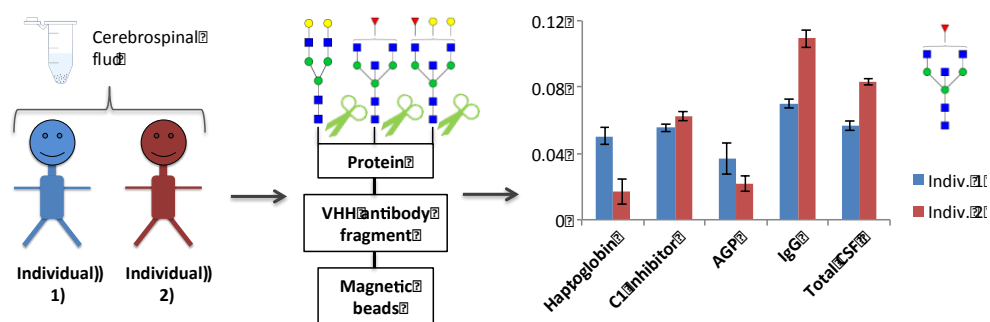 Cerebrospinal⍰
flud⍰
Individual))
1)
Individual))
2)
Protein⍰
VHH⍰antibody⍰
fragment⍰
Magnetic⍰
beads⍰
0.12⍰
0.08⍰
0.04⍰
0⍰
Haptoglobin⍰
C1⍰Inhibitor⍰
AGP⍰
IgG⍰
Total⍰CSF⍰
Indiv.⍰1⍰
Indiv.⍰2⍰